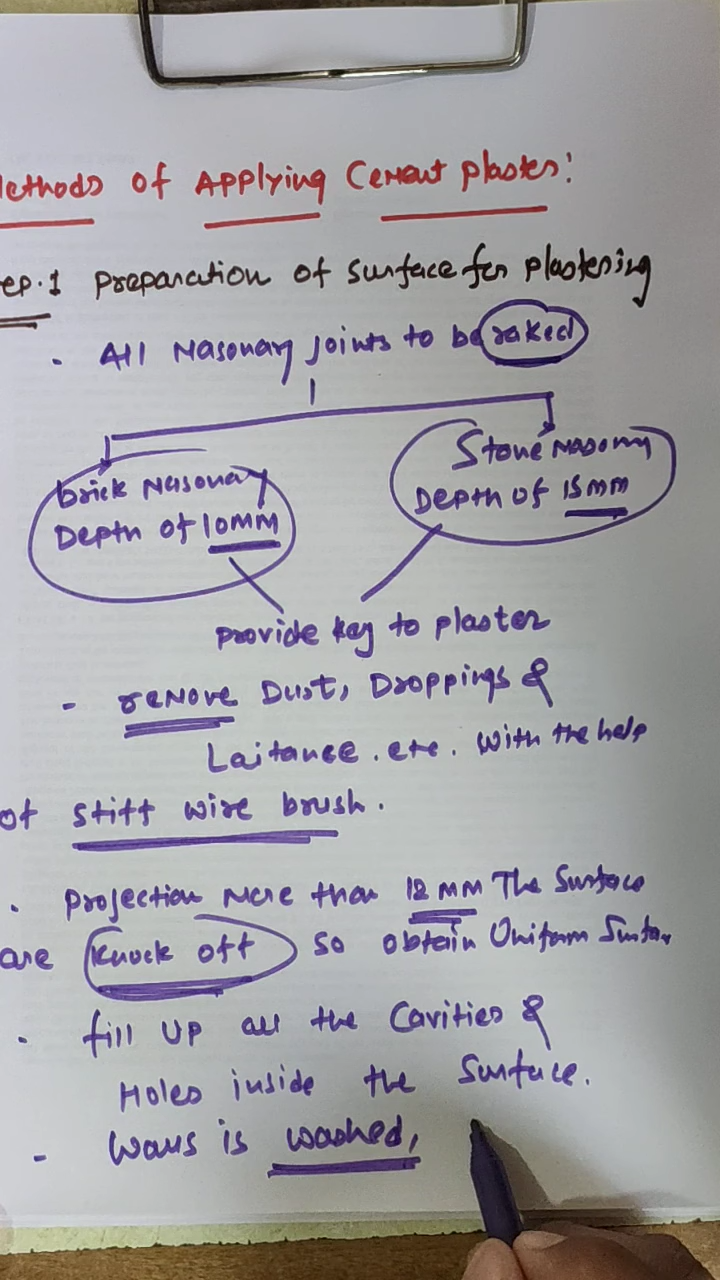 ethods of Applying Cement plaster:
ep.1 preparation of surface for plastering
. All Masonary joints to be raked
Stone Masonry
brick Masonary
Depth of 15mm
Depth of 10MM
provide key to plaster
- remove Dust, Droppings &
Laitance. etc. with the help
of stiff wire brush.
. projection more than 12 MM The Surface
are knock off so obtain Uniform Surfac
. fill up all the Cavities &
Holes inside the Surface.
- Walls is washed,